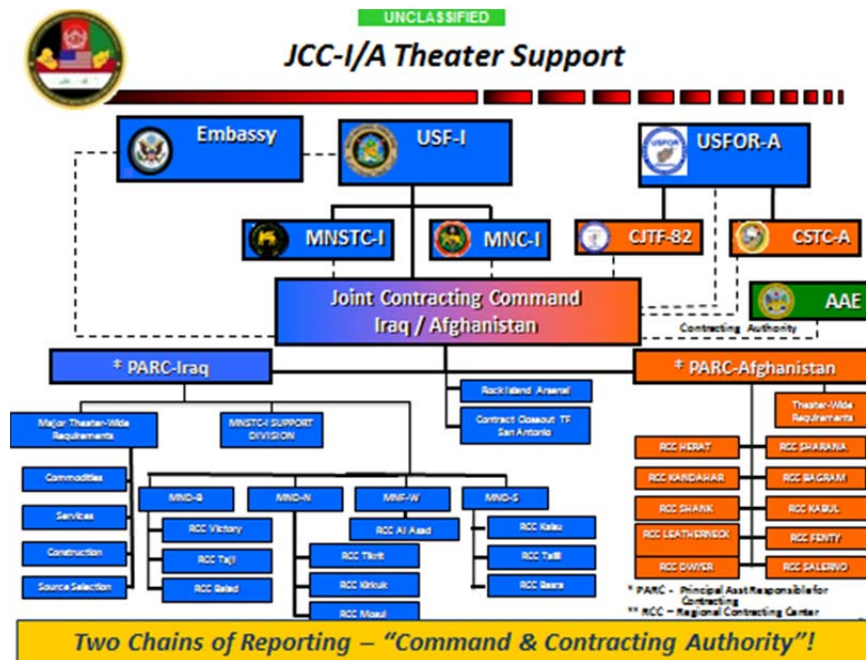 UNCLASSIFIED
JCC-I/A Theater Support
Embassy
USF-I
USFOR-A
MNSTC-I
MNC-I
CJTF-82
CSTC-A
Joint Contracting Command
Iraq / Afghanistan
AAE
Contracting Authority
* PARC-Iraq
* PARC-Afghanistan
Rock Island Arsenal
Contract Closeout TF
San Antonio
Major Theater-Wide
Requirements
MNSTC-I SUPPORT
DIVISION
Theater-Wide
Requirements
Commodities
Services
Construction
Source Selection
MND-B
MND-N
MNF-W
MND-S
RCC Victory
RCC Taji
RCC Balad
RCC Tikrit
RCC Kirkuk
RCC Mosul
RCC Al Asad
RCC Kalsu
RCC Tallil
RCC Basra
RCC HERAT
RCC SHARANA
RCC KANDAHAR
RCC BAGRAM
RCC SHANK
RCC KABUL
RCC LEATHERNECK
RCC FENTY
RCC DWYER
RCC SALERNO
* PARC - Principal Asst Responsible for
Contracting
** RCC – Regional Contracting Center
Two Chains of Reporting – “Command & Contracting Authority”!